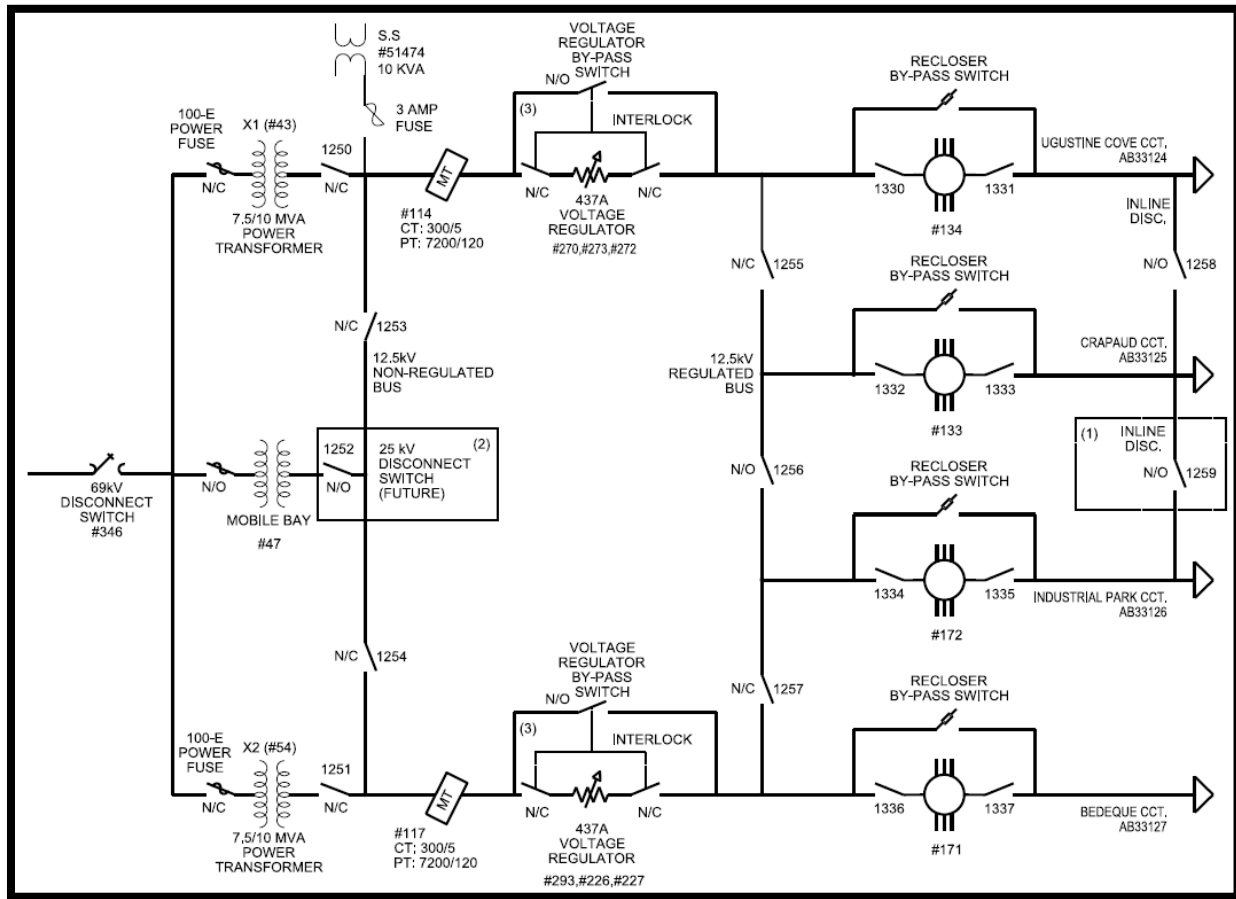 S.S
#51474
10 KVA
3 AMP
FUSE
VOLTAGE
REGULATOR
BY-PASS
SWITCH
N/O
(3)
INTERLOCK
RECLOSER
BY-PASS SWITCH
100-E
POWER
FUSE
X1 (#43)
1250
N/C
N/C
7.5/10 MVA
POWER
TRANSFORMER
MT
#114
CT: 300/5
PT: 7200/120
N/C
N/C
437A
VOLTAGE
REGULATOR
#270,#273,#272
1330
1331
#134
UGUSTINE COVE CCT.
AB33124
INLINE
DISC.
N/O
1258
N/C
1255
RECLOSER
BY-PASS SWITCH
N/C
1253
12.5kV
NON-REGULATED
BUS
12.5kV
REGULATED
BUS
1332
1333
#133
CRAPAUD CCT.
AB33125
69kV
DISCONNECT
SWITCH
#346
N/O
MOBILE BAY
#47
1252
N/O
25 kV
DISCONNECT
SWITCH
(FUTURE)
(2)
N/O
1256
RECLOSER
BY-PASS SWITCH
(1)
INLINE
DISC.
N/O
1259
1334
1335
#172
INDUSTRIAL PARK CCT.
AB33126
N/C
1254
VOLTAGE
REGULATOR
BY-PASS
SWITCH
N/O
(3)
INTERLOCK
N/C
1257
RECLOSER
BY-PASS SWITCH
100-E
POWER
FUSE
X2 (#54)
1251
N/C
N/C
7.5/10 MVA
POWER
TRANSFORMER
MT
#117
CT: 300/5
PT: 7200/120
N/C
N/C
437A
VOLTAGE
REGULATOR
#293,#226,#227
1336
1337
#171
BEDEQUE CCT.
AB33127